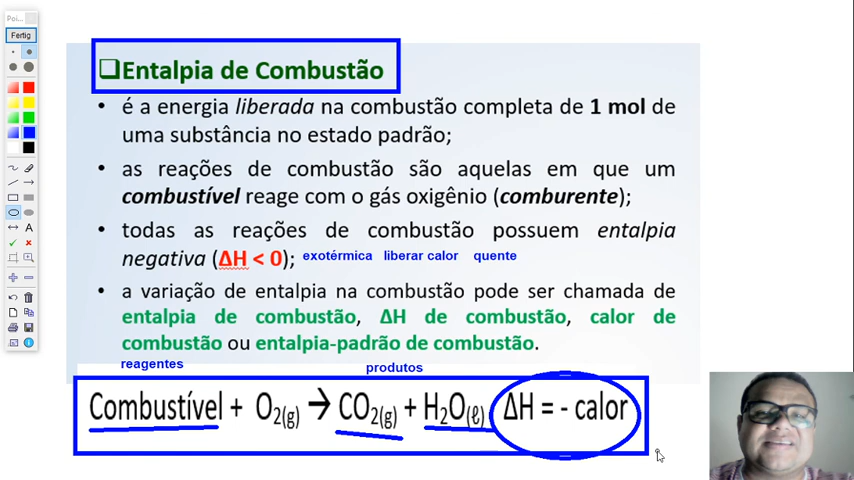 Poi...
Fertig
❑Entalpia de Combustão
• é a energia liberada na combustão completa de 1 mol de
uma substância no estado padrão;
• as reações de combustão são aquelas em que um
combustível reage com o gás oxigênio (comburente);
• todas as reações de combustão possuem entalpia
negativa (ΔH < 0); exotérmica liberar calor quente
• a variação de entalpia na combustão pode ser chamada de
entalpia de combustão, ΔH de combustão, calor de
combustão ou entalpia-padrão de combustão.
reagentes produtos
Combustível + O₂(g) → CO₂(g) + H₂O(ℓ) ΔH = - calor